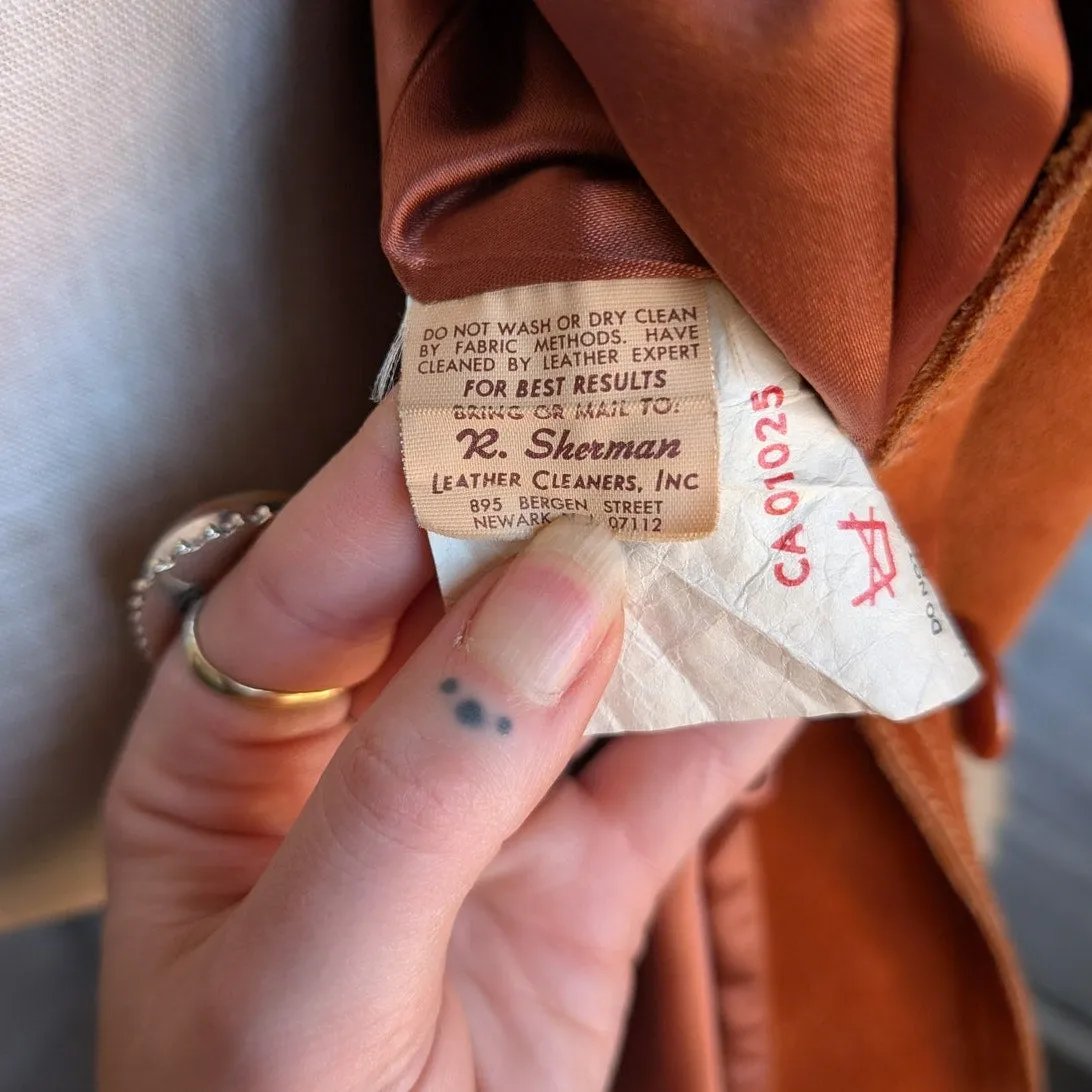 DO NOT WASH OR DRY CLEAN
BY FABRIC METHODS. HAVE
CLEANED BY LEATHER EXPERT
FOR BEST RESULTS
BRING OR MAIL TO:
R. Sherman
LEATHER CLEANERS, INC
895 BERGEN STREET
NEWARK 07112
CA 01025